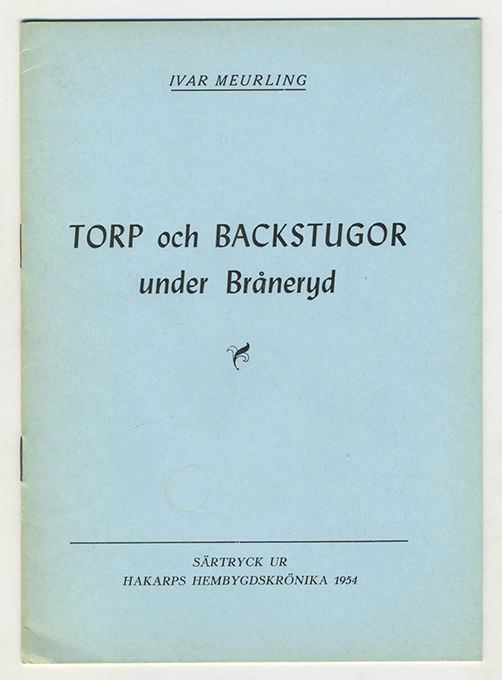 IVAR MEURLING
TORP och BACKSTUGOR
under Bråneryd
SÄRTRYCK UR
HAKARPS HEMBYGDSKRÖNIKA 1954